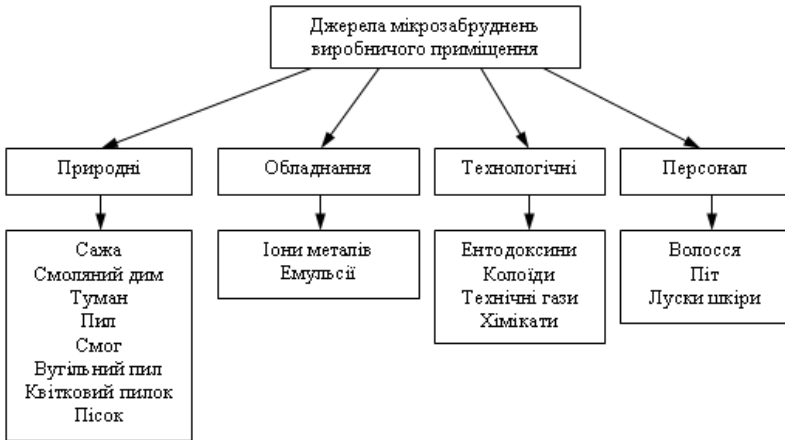 Джерела мікрозабруднень
виробничого приміщення
Природні
Обладнання
Технологічні
Персонал
Сажа
Смоляний дим
Туман
Пил
Смог
Вугільний пил
Квітковий пилок
Пісок
Іони металів
Емульсії
Ентодоксини
Колоїди
Технічні гази
Хімікати
Волосся
Піт
Луски шкіри